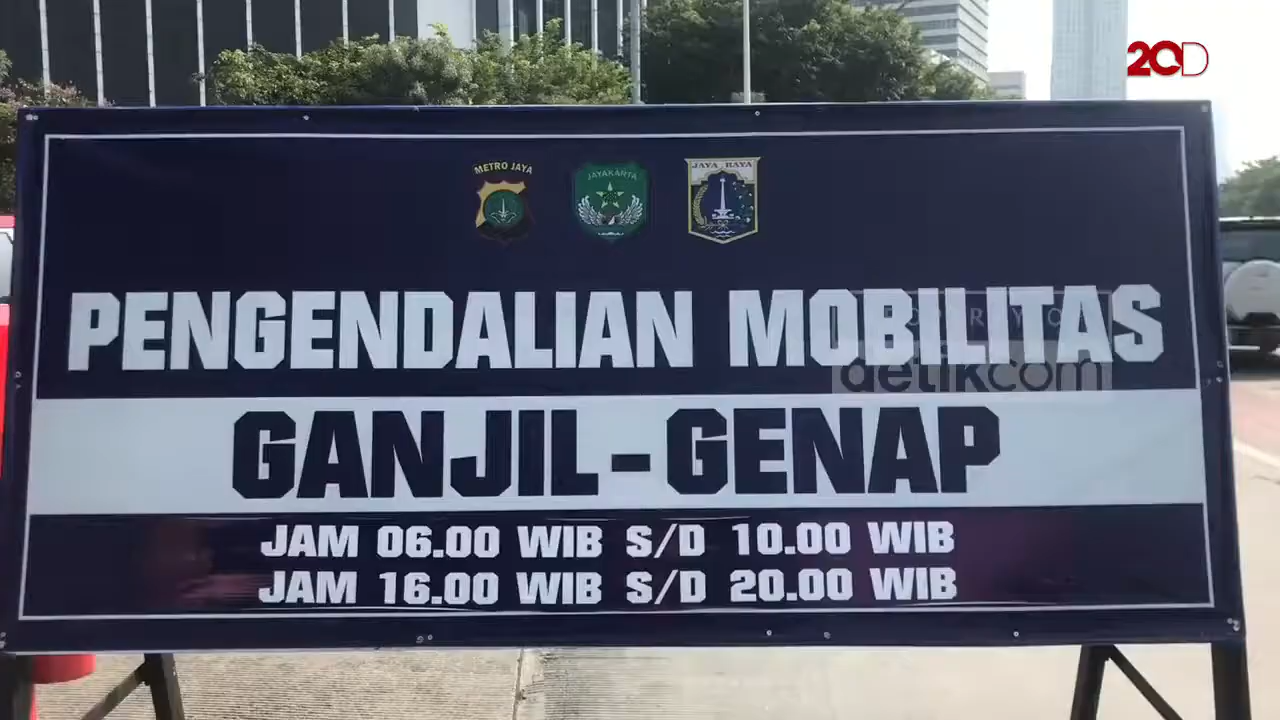 20D
METRO JAYA
JAYAKARTA
JAYA RAYA
PENGENDALIAN MOBILITAS
detikcom
GANJIL-GENAP
JAM 06.00 WIB S/D 10.00 WIB
JAM 16.00 WIB S/D 20.00 WIB